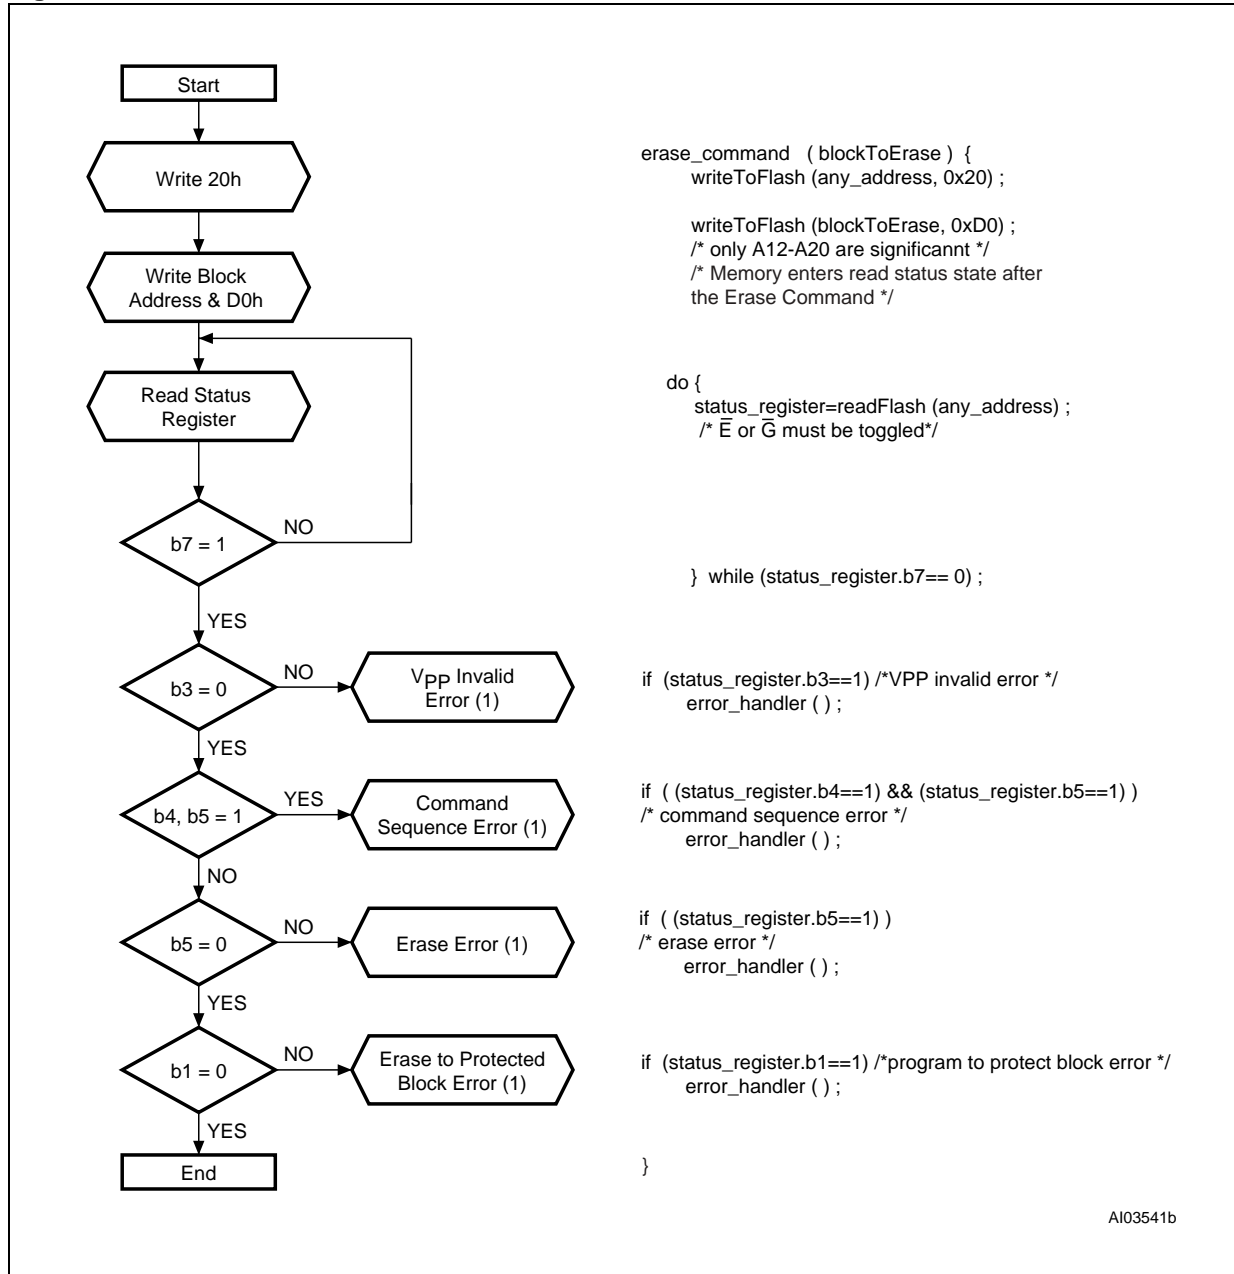 Start
Write 20h
Write Block
Address & D0h
Read Status
Register
b7 = 1
NO
YES
b3 = 0
NO
VPP Invalid
Error (1)
YES
b4, b5 = 1
YES
Command
Sequence Error (1)
NO
b5 = 0
NO
Erase Error (1)
YES
b1 = 0
NO
Erase to Protected
Block Error (1)
YES
End
erase_command ( blockToErase ) {
writeToFlash (any_address, 0x20) ;
writeToFlash (blockToErase, 0xD0) ;
/* only A12-A20 are significannt */
/* Memory enters read status state after
the Erase Command */
do {
status_register=readFlash (any_address) ;
/* E̅ or G̅ must be toggled*/
} while (status_register.b7== 0) ;
if (status_register.b3==1) /*VPP invalid error */
error_handler ( ) ;
if ( (status_register.b4==1) && (status_register.b5==1) )
/* command sequence error */
error_handler ( ) ;
if ( (status_register.b5==1) )
/* erase error */
error_handler ( ) ;
if (status_register.b1==1) /*program to protect block error */
error_handler ( ) ;
}
AI03541b